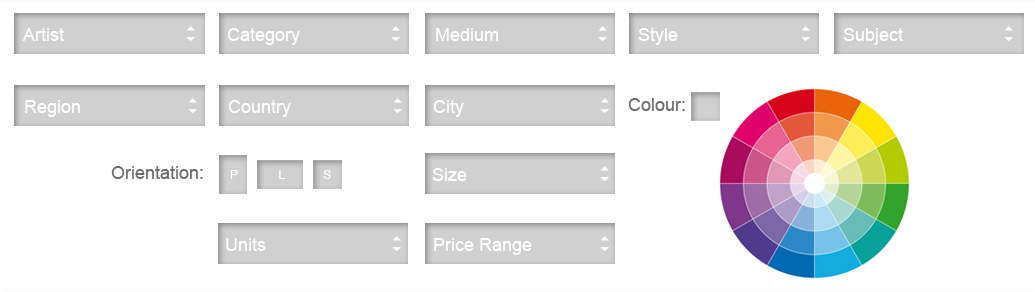 Artist Category Medium Style Subject
Region Country City Colour:
Orientation: P L S Size
Units Price Range